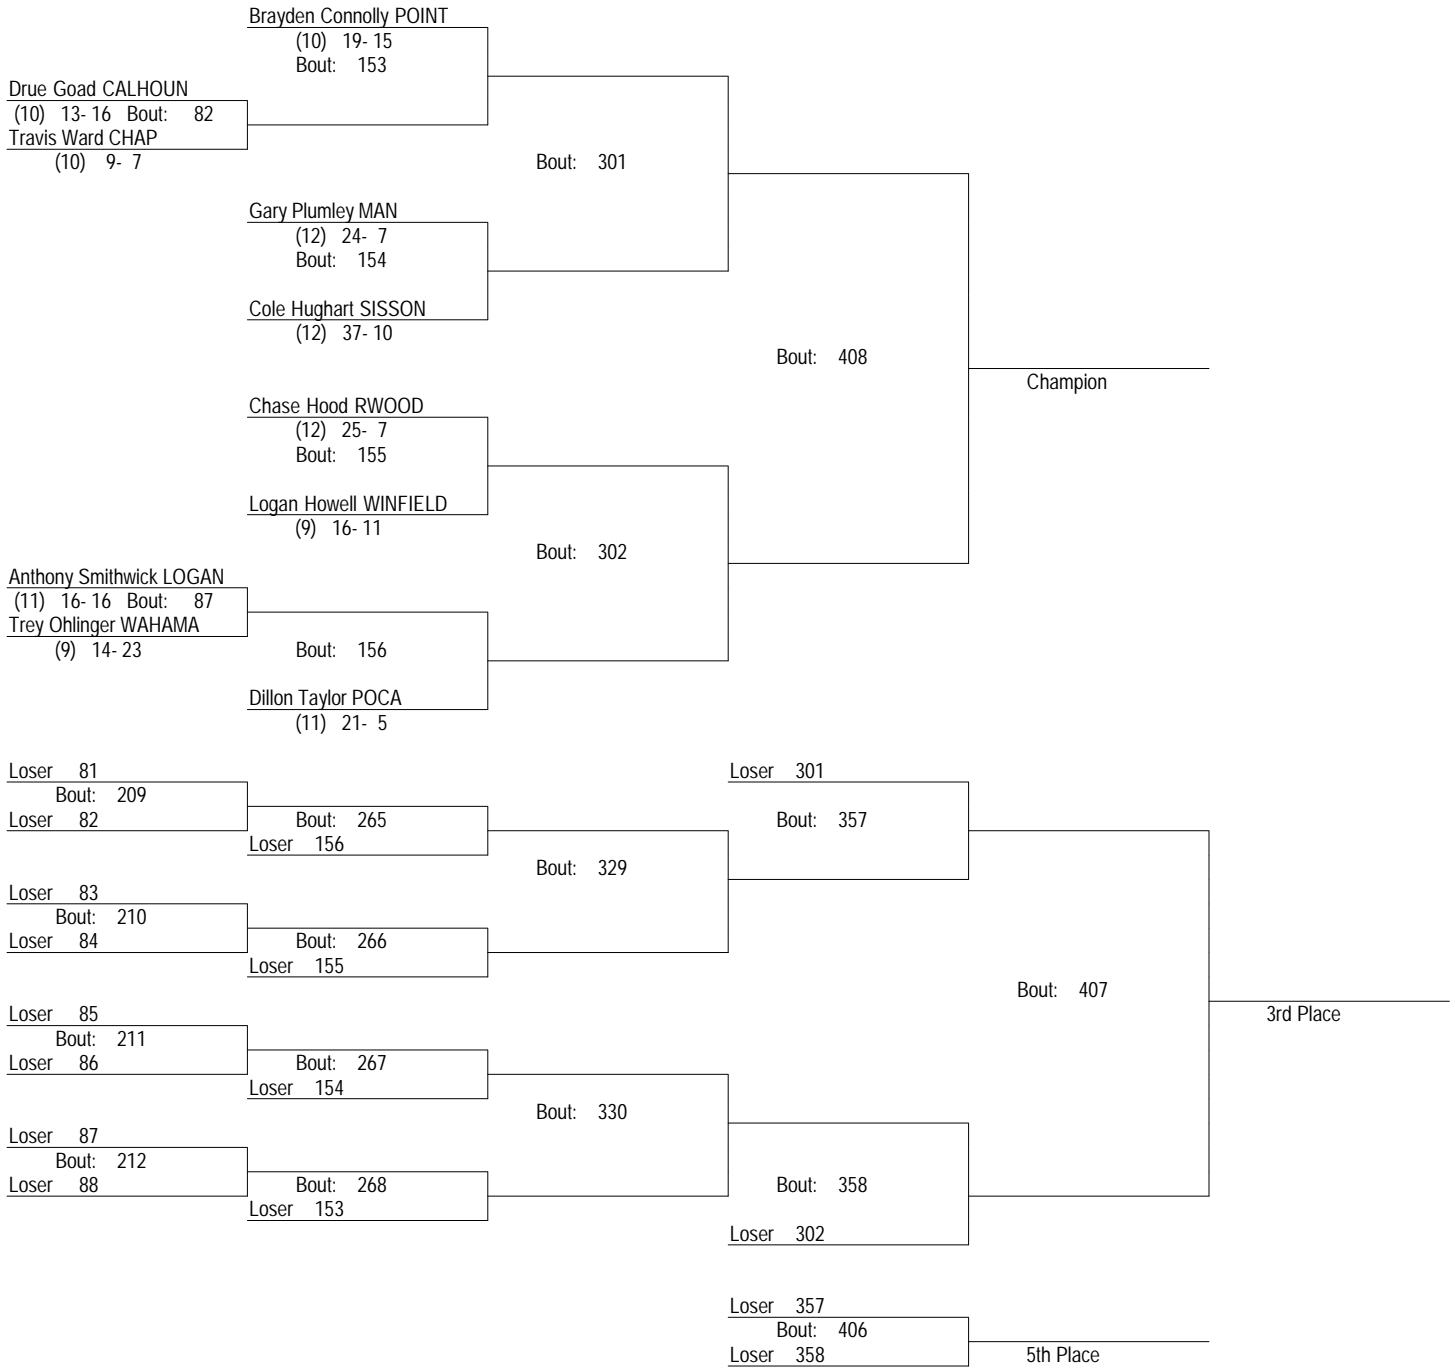 Brayden Connolly POINT
(10) 19- 15
Bout: 153
Drue Goad CALHOUN
(10) 13- 16 Bout: 82
Travis Ward CHAP
(10) 9- 7
Bout: 301
Gary Plumley MAN
(12) 24- 7
Bout: 154
Cole Hughart SISSON
(12) 37- 10
Bout: 408
Champion
Chase Hood RWOOD
(12) 25- 7
Bout: 155
Logan Howell WINFIELD
(9) 16- 11
Bout: 302
Anthony Smithwick LOGAN
(11) 16- 16 Bout: 87
Trey Ohlinger WAHAMA
(9) 14- 23
Bout: 156
Dillon Taylor POCA
(11) 21- 5
Loser 81
Bout: 209
Loser 82
Bout: 265
Loser 156
Bout: 329
Loser 301
Bout: 357
Loser 83
Bout: 210
Loser 84
Bout: 266
Loser 155
Bout: 407
3rd Place
Loser 85
Bout: 211
Loser 86
Bout: 267
Loser 154
Bout: 330
Loser 87
Bout: 212
Loser 88
Bout: 268
Loser 153
Bout: 358
Loser 302
Loser 357
Bout: 406
Loser 358
5th Place